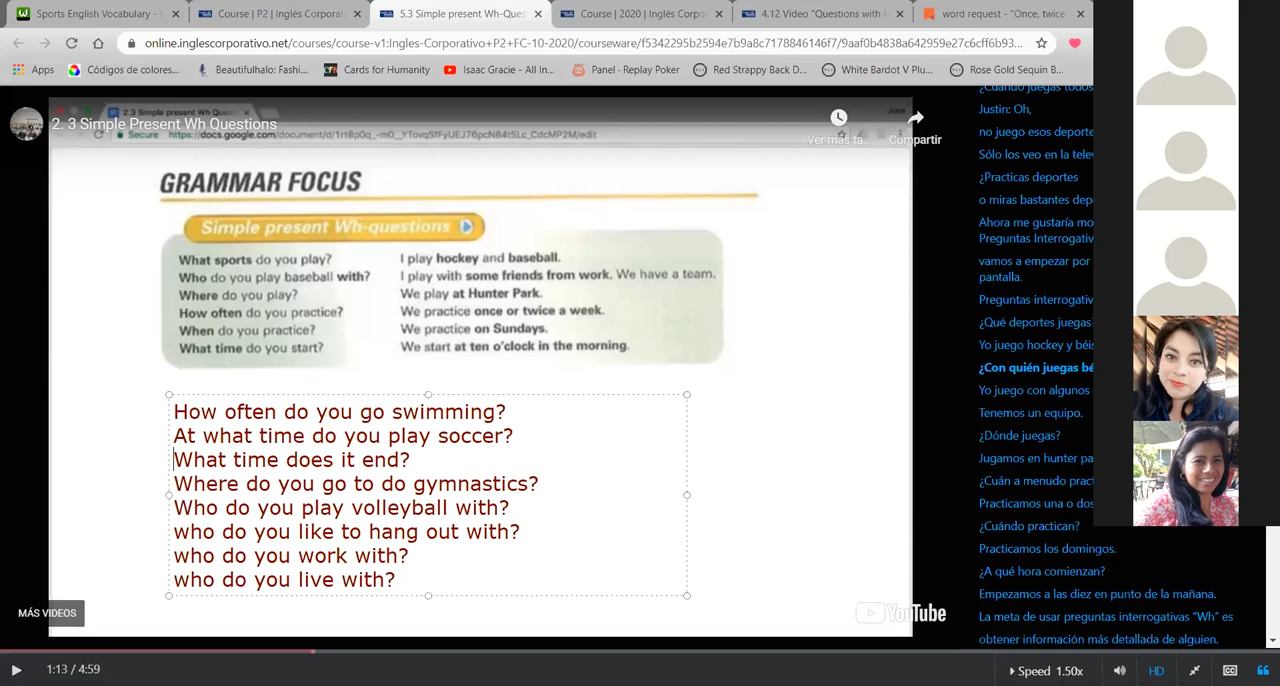 Sports English Vocabulary -
Course | P2 | Inglés Corporat
5.3 Simple present Wh-Ques
Course | 2020 | Inglés Corpo
4.12 Video "Questions with
word request - "Once, twice
online.inglescorporativo.net/courses/course-v1:Ingles-Corporativo+P2+FC-10-2020/courseware/f5342295b2594e7b9a8c7178846146f7/9aaf0b4838a642959e27c6cff6b93...
Apps
Códigos de colores...
Beautifulhalo: Fashi...
Cards for Humanity
Isaac Gracie - All In...
Panel · Replay Poker
Red Strappy Back D...
White Bardot V Plu...
Rose Gold Sequin B...
2. 3 Simple Present Wh Questions
Secure
Ver más ta...
Compartir
GRAMMAR FOCUS
Simple present Wh-questions
What sports do you play? I play hockey and baseball.
Who do you play baseball with? I play with some friends from work. We have a team.
Where do you play? We play at Hunter Park.
How often do you practice? We practice once or twice a week.
When do you practice? We practice on Sundays.
What time do you start? We start at ten o'clock in the morning.
How often do you go swimming?
At what time do you play soccer?
What time does it end?
Where do you go to do gymnastics?
Who do you play volleyball with?
who do you like to hang out with?
who do you work with?
who do you live with?
MÁS VIDEOS
YouTube
¿Cuándo juegas todos
Justin: Oh,
no juego esos deporte
Sólo los veo en la telev
¿Practicas deportes
o miras bastantes dep
Ahora me gustaría mo
Preguntas Interrogativ
vamos a empezar por
pantalla.
Preguntas interrogativ
¿Qué deportes juegas?
Yo juego hockey y béis
¿Con quién juegas bé
Yo juego con algunos
Tenemos un equipo.
¿Dónde juegas?
Jugamos en hunter pa
¿Cuán a menudo pract
Practicamos una o dos
¿Cuándo practican?
Practicamos los domingos.
¿A qué hora comienzan?
Empezamos a las diez en punto de la mañana.
La meta de usar preguntas interrogativas “Wh” es
obtener información más detallada de alguien.
1:13 / 4:59
Speed 1.50x
HD
CC